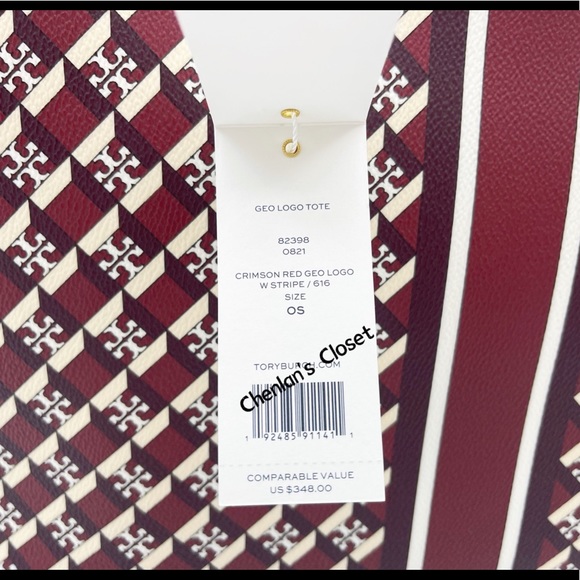 GEO LOGO TOTE
82398
0821
CRIMSON RED GEO LOGO
W STRIPE / 616
SIZE
OS
TORYBURCH.COM
Chenlan's Closet
1 92485 91141 1
COMPARABLE VALUE
US $348.00